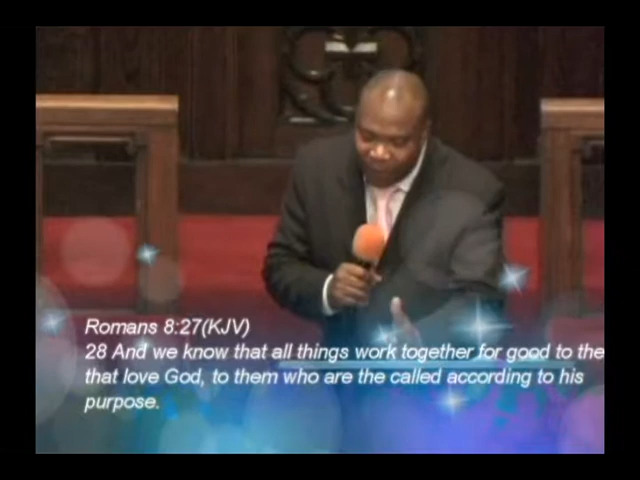 Romans 8:27(KJV)
28 And we know that all things work together for good to the
that love God, to them who are the called according to his
purpose.